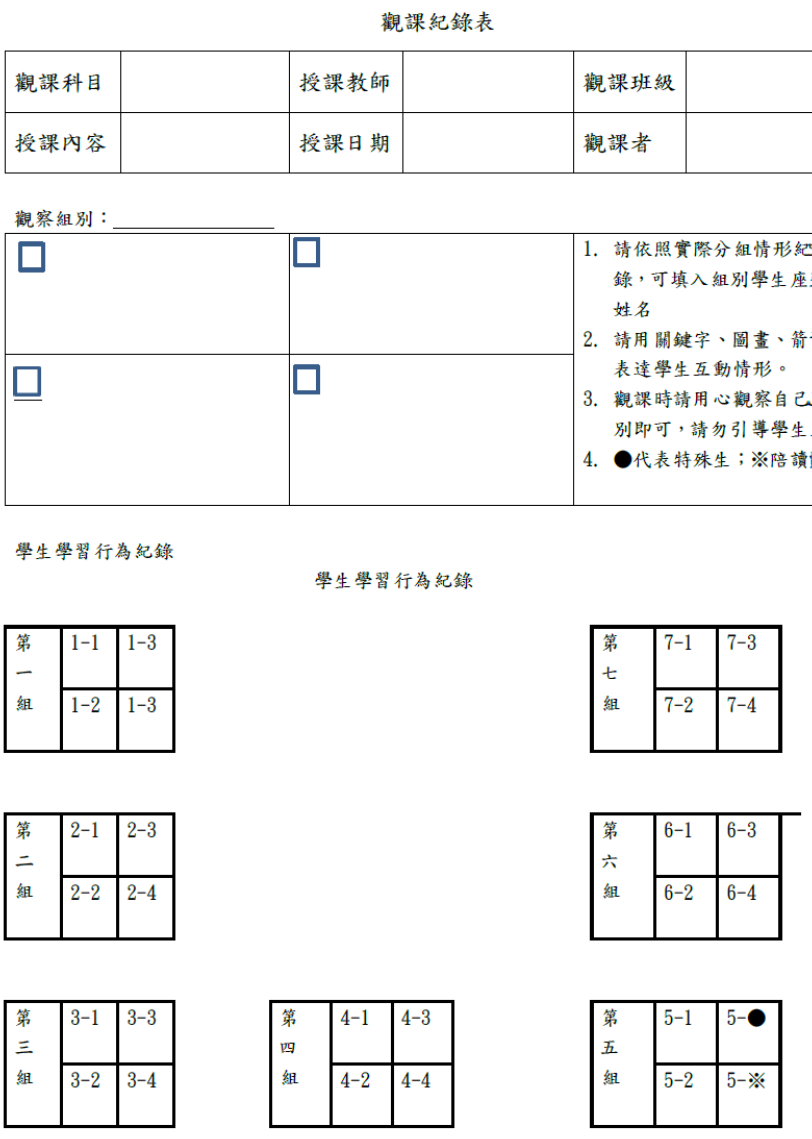 觀課紀錄表
觀課科目 授課教師 觀課班級
授課內容 授課日期 觀課者
觀察組別：
1. 請依照實際分組情形紀
錄，可填入組別學生座
姓名
2. 請用關鍵字、圖畫、箭
表達學生互動情形。
3. 觀課時請用心觀察自己
別即可，請勿引導學生
4. ●代表特殊生；※陪讀
學生學習行為紀錄
學生學習行為紀錄
第一組
1-1 1-3
1-2 1-3
第七組
7-1 7-3
7-2 7-4
第二組
2-1 2-3
2-2 2-4
第六組
6-1 6-3
6-2 6-4
第三組
3-1 3-3
3-2 3-4
第四組
4-1 4-3
4-2 4-4
第五組
5-1 5-●
5-2 5-※